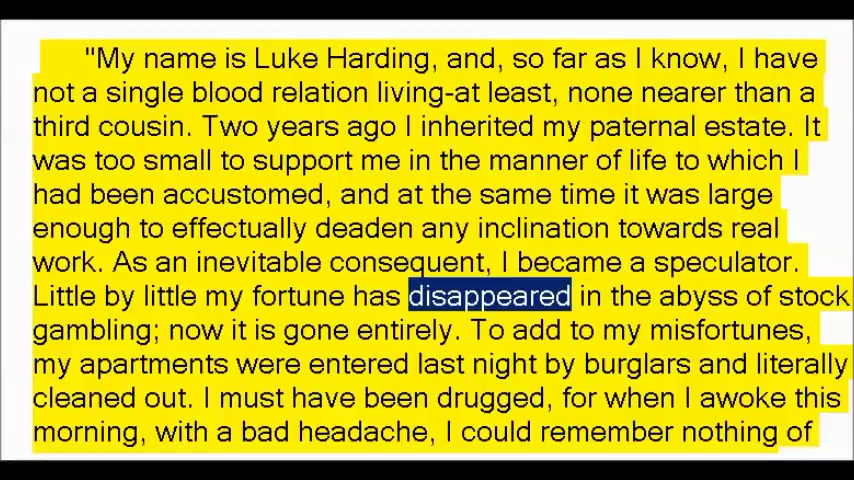 "My name is Luke Harding, and, so far as I know, I have
not a single blood relation living-at least, none nearer than a
third cousin. Two years ago I inherited my paternal estate. It
was too small to support me in the manner of life to which I
had been accustomed, and at the same time it was large
enough to effectually deaden any inclination towards real
work. As an inevitable consequent, I became a speculator.
Little by little my fortune has disappeared in the abyss of stock
gambling; now it is gone entirely. To add to my misfortunes,
my apartments were entered last night by burglars and literally
cleaned out. I must have been drugged, for when I awoke this
morning, with a bad headache, I could remember nothing of